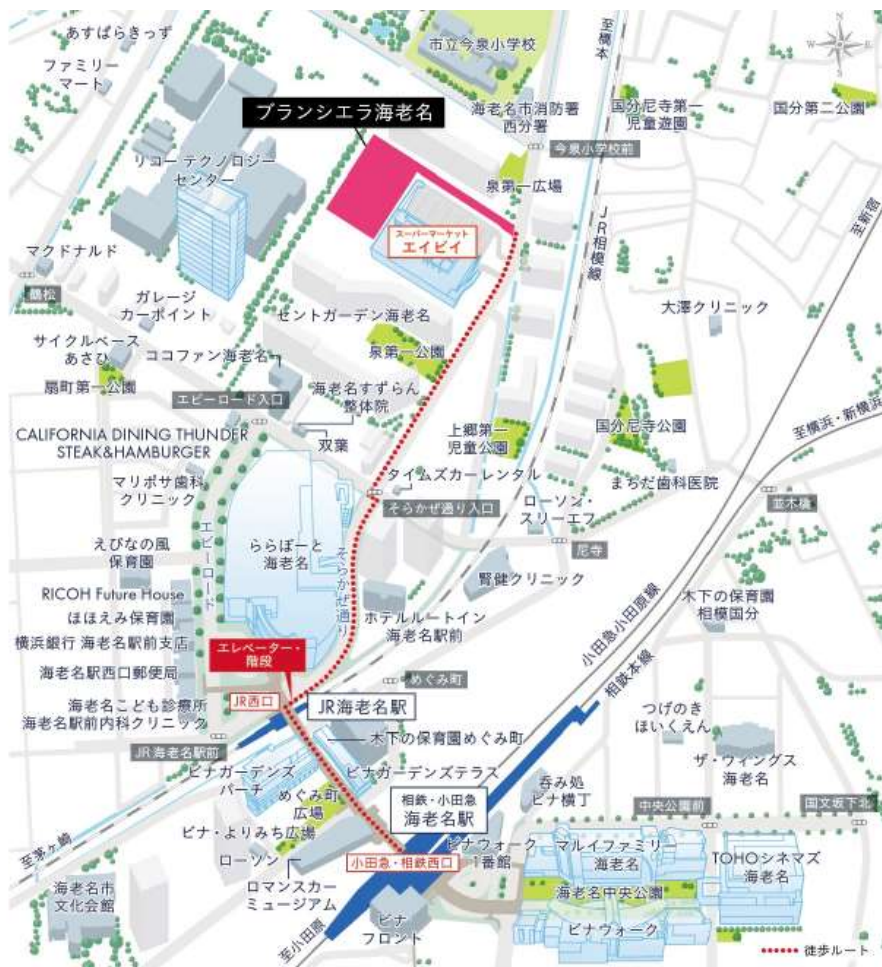 あすぱらきっず
ファミリー
マート
市立今泉小学校
W
E
S
至橋本
海老名市消防署
西分署
国分尼寺第一
児童遊園
国分第二公園
ブランシエラ海老名
今泉小学校前
リコーテクノロジー
センター
泉第一広場
スーパーマーケット
エイビイ
JR相模線
至新宿
マクドナルド
鶴松
ガレージ
カーポイント
セントガーデン海老名
大澤クリニック
サイクルベース
あさひ
ココファン海老名
泉第一公園
扇町第一公園
エビーロード入口
海老名すずらん
整体院
上郷第一
児童公園
国分尼寺公園
至横浜・新横浜
CALIFORNIA DINING THUNDER
STEAK&HAMBURGER
双葉
マリポサ歯科
クリニック
タイムズカーレンタル
まちだ歯科医院
そらかぜ通り入口
ローソン・
スリーエフ
並木橋
エビーロード
ららぽーと
海老名
そらかぜ通り
尼寺
えびなの風
保育園
賢健クリニック
RICOH Future House
ほほえみ保育園
ホテルルートイン
海老名駅前
小田急小田原線
木下の保育園
相模国分
横浜銀行 海老名駅前支店
エレベーター・
階段
相鉄本線
海老名駅西口郵便局
JR西口
めぐみ町
海老名こども診療所
海老名駅前内科クリニック
JR海老名駅
つげのき
ほいくえん
JR海老名駅前
木下の保育園めぐみ町
ザ・ウィングス
海老名
ビナガーデンズ
パーチ
ビナガーデンズテラス
めぐみ町
広場
相鉄・小田急
海老名駅
呑み処
ビナ横丁
中央公園前
国分坂下北
至茅ヶ崎
ビナ・よりみち広場
ローソン
小田急・相鉄西口
ビナウォーク
1番館
マルイファミリー
海老名
TOHOシネマズ
海老名
海老名市
文化会館
ロマンスカー
ミュージアム
海老名中央公園
至小田原
ビナ
フロント
ビナウォーク
徒歩ルート